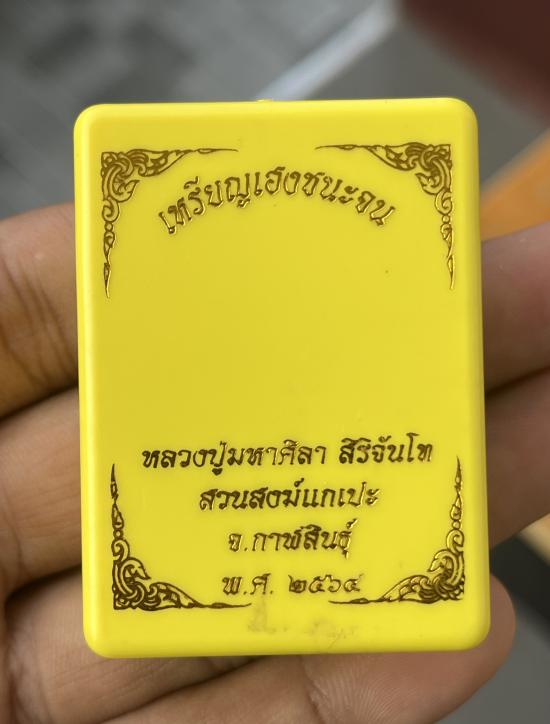 เหรียญเฮงชนะจน
หลวงปู่มหาศิลา สิริจันโท
สวนสงฆ์แกเปะ
จ.กาฬสินธุ์
พ.ศ. ๒๕๖๔